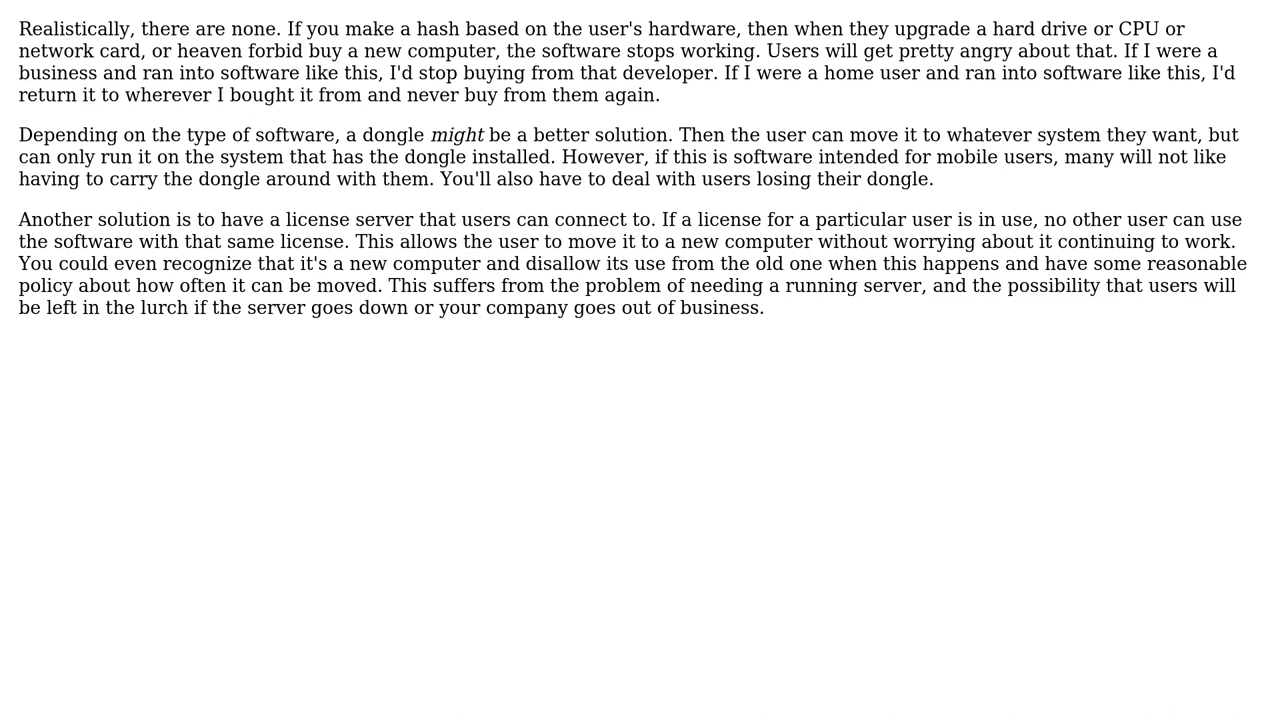 Realistically, there are none. If you make a hash based on the user's hardware, then when they upgrade a hard drive or CPU or
network card, or heaven forbid buy a new computer, the software stops working. Users will get pretty angry about that. If I were a
business and ran into software like this, I'd stop buying from that developer. If I were a home user and ran into software like this, I'd
return it to wherever I bought it from and never buy from them again.
Depending on the type of software, a dongle might be a better solution. Then the user can move it to whatever system they want, but
can only run it on the system that has the dongle installed. However, if this is software intended for mobile users, many will not like
having to carry the dongle around with them. You'll also have to deal with users losing their dongle.
Another solution is to have a license server that users can connect to. If a license for a particular user is in use, no other user can use
the software with that same license. This allows the user to move it to a new computer without worrying about it continuing to work.
You could even recognize that it's a new computer and disallow its use from the old one when this happens and have some reasonable
policy about how often it can be moved. This suffers from the problem of needing a running server, and the possibility that users will
be left in the lurch if the server goes down or your company goes out of business.